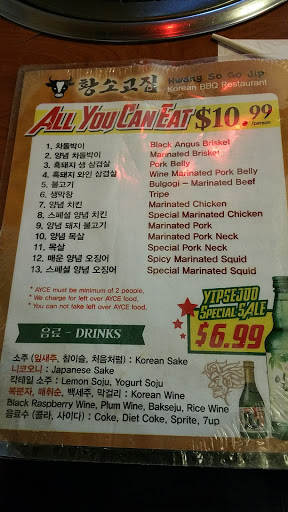 황소고집
Hwang So Go Jip
Korean BBQ Restaurant
ALL YOU CAN EAT $10.99
/person
1. 차돌박이 Black Angus Brisket
2. 양념 차돌박이 Marinated Brisket
3. 흑돼지 생 삼겹살 Pork Belly
4. 흑돼지 와인 삼겹살 Wine Marinated Pork Belly
5. 불고기 Bulgogi – Marinated Beef
6. 생막창 Tripe
7. 양념 치킨 Marinated Chicken
8. 스페셜 양념 치킨 Special Marinated Chicken
9. 양념 돼지 불고기 Marinated Pork
10. 양념 목살 Marinated Pork Neck
11. 목살 Special Pork Neck
12. 매운 양념 오징어 Spicy Marinated Squid
13. 스페셜 양념 오징어 Special Marinated Squid
* AYCE must be minimum of 2 people.
* We charge for left over AYCE food.
* You can not take left over AYCE food.
YIPSEJOO
SPECIAL SALE
$6.99
음료 - DRINKS
소주 (잎새주, 참이슬, 처음처럼) : Korean Sake
니코오니 : Japanese Sake
칵테일 소주 : Lemon Soju, Yogurt Soju
복분자, 매취순, 백세주, 막걸리 : Korean Wine
Black Raspberry Wine, Plum Wine, Bakseju, Rice Wine
음료수 (콜라, 사이다) : Coke, Diet Coke, Sprite, 7up